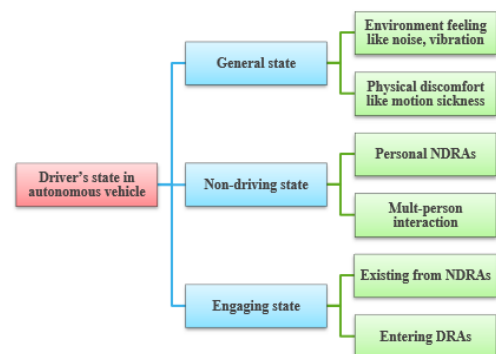 Environment feeling
like noise, vibration
General state
Physical discomfort
like motion sickness
Driver's state in
autonomous vehicle
Personal NDRAs
Non-driving state
Mult-person
interaction
Existing from NDRAs
Engaging state
Entering DRAs